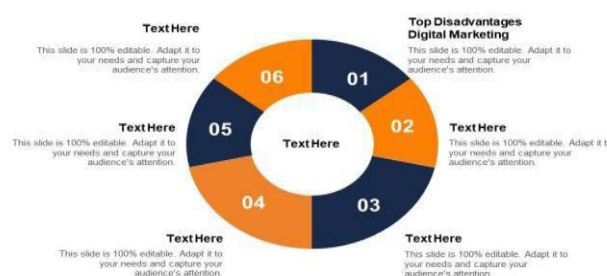 Top Disadvantages
Digital Marketing
This slide is 100% editable. Adapt it to
your needs and capture your
audience's attention.
01
Text Here
This slide is 100% editable. Adapt it t
your needs and capture your
audience's attention.
02
Text Here
This slide is 100% editable. Adapt it to
your needs and capture your
audience's attention.
03
Text Here
This slide is 100% editable. Adapt it to
your needs and capture your
audience's attention.
04
Text Here
This slide is 100% editable. Adapt it to
your needs and capture your
audience's attention.
05
Text Here
This slide is 100% editable. Adapt it to
your needs and capture your
audience's attention.
06
Text Here